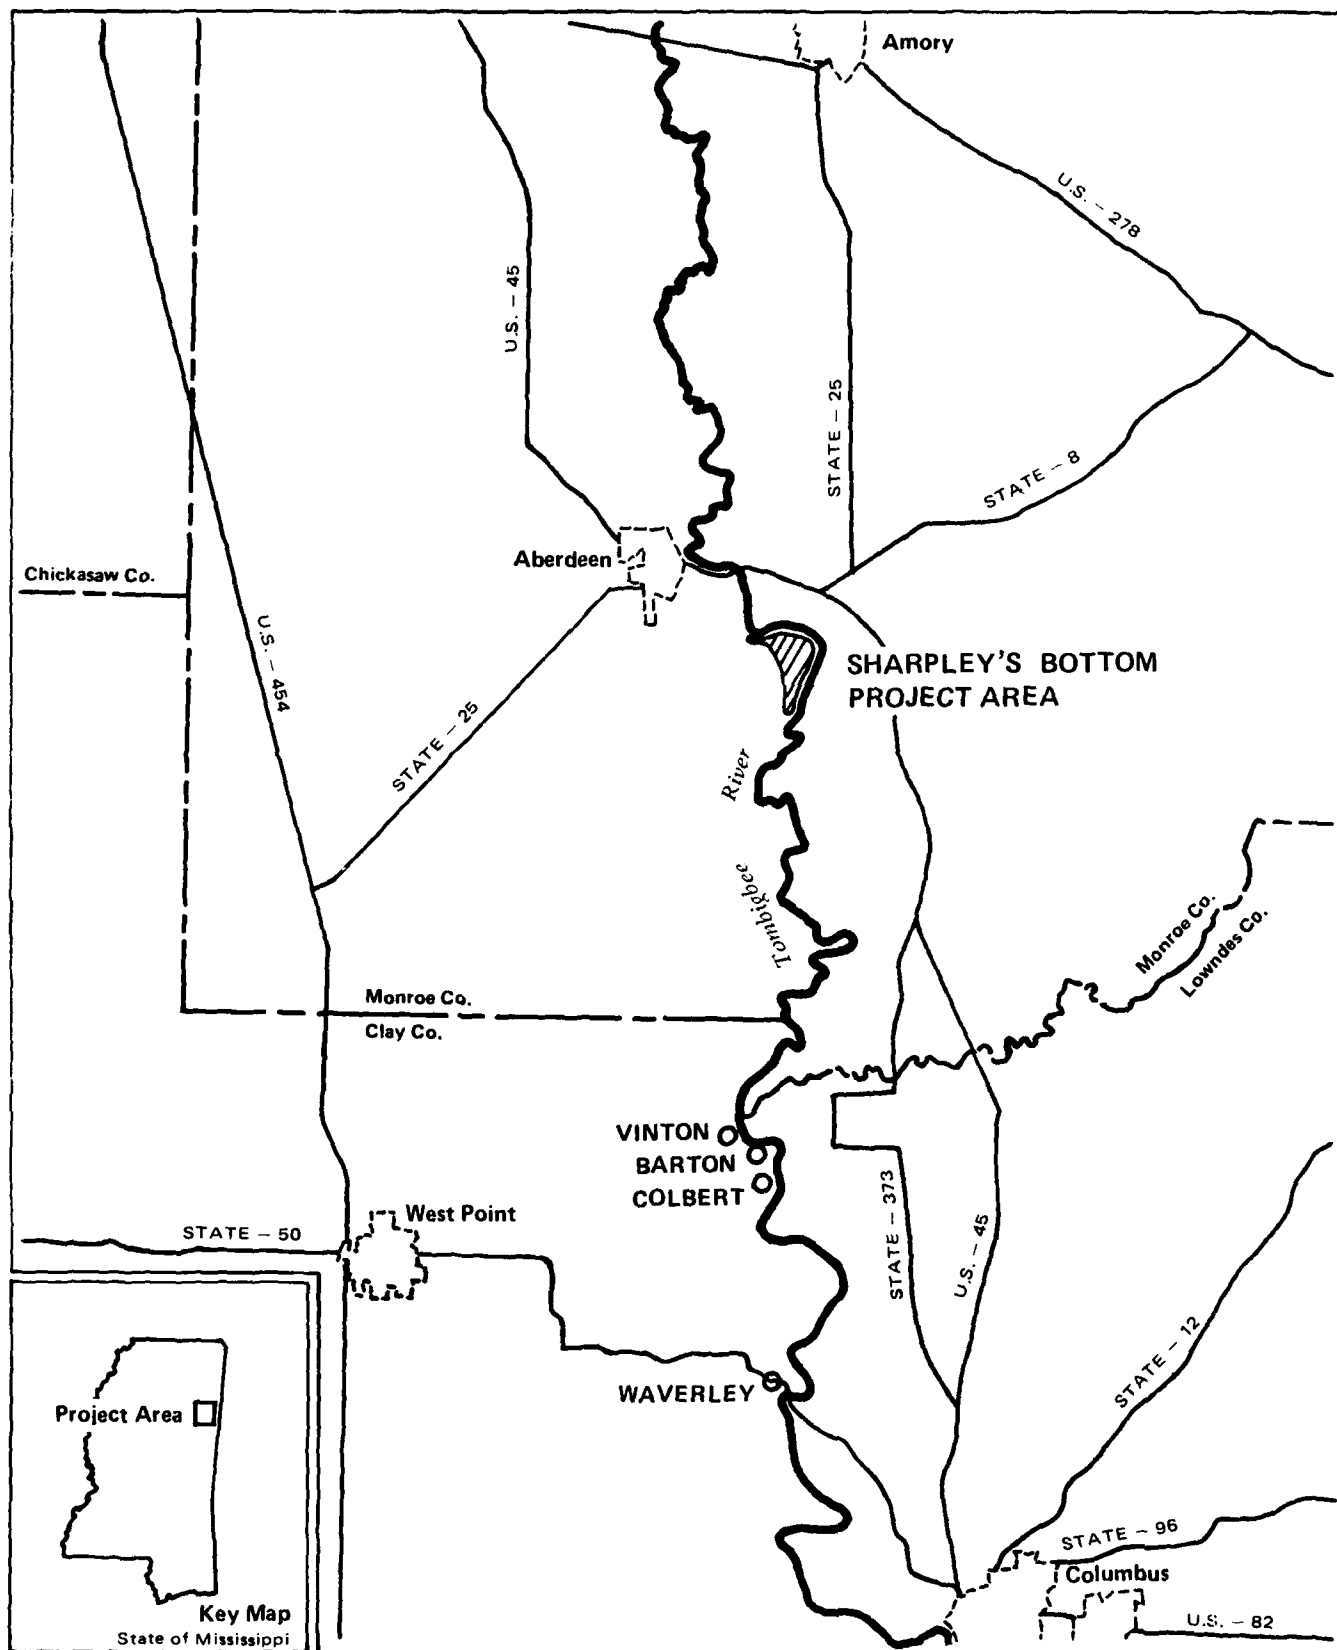 Amory
U.S. - 278
U.S. - 45
STATE - 25
STATE - 8
Aberdeen
Chickasaw Co.
U.S. - 454
SHARPLEY'S BOTTOM
PROJECT AREA
STATE - 25
River
Tombigbee
Monroe Co.
Lowndes Co.
Monroe Co.
Clay Co.
VINTON
BARTON
COLBERT
STATE - 373
U.S. - 45
West Point
STATE - 50
STATE - 12
WAVERLEY
Project Area
STATE - 96
Columbus
U.S. - 82
Key Map
State of Mississippi